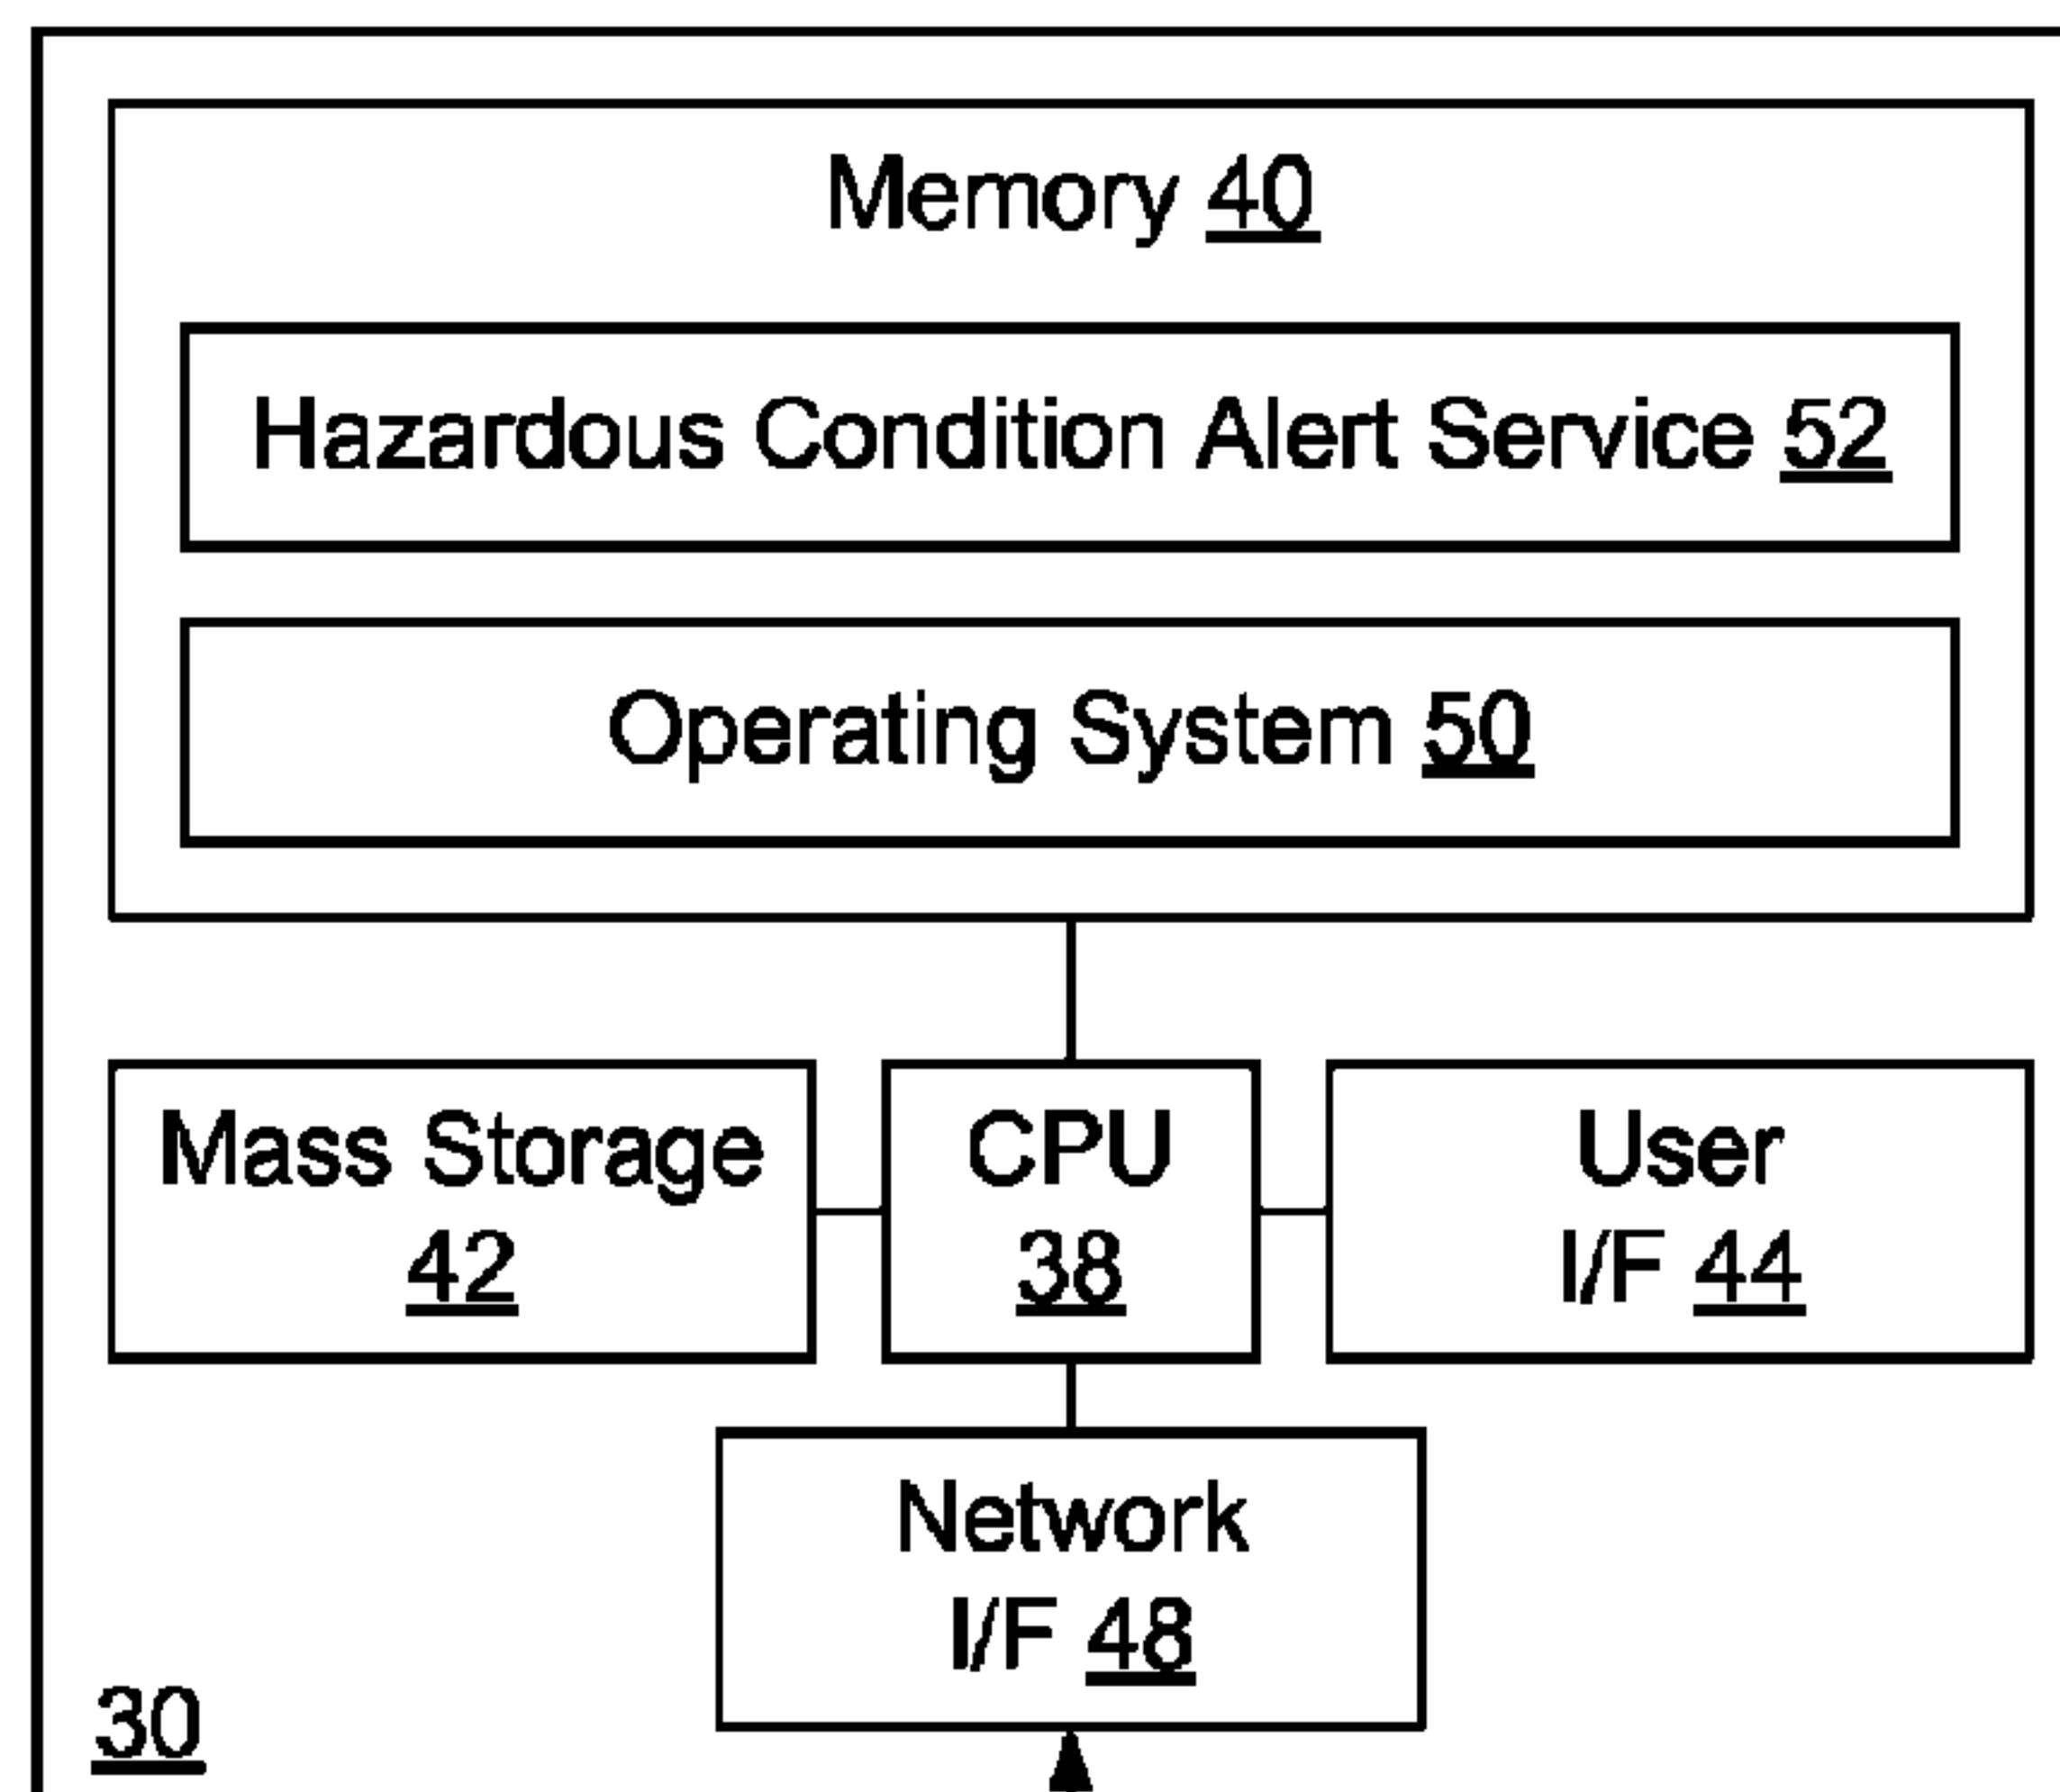 Memory 40
Hazardous Condition Alert Service 52
Operating System 50
Mass Storage
42
CPU
38
User
I/F 44
Network
I/F 48
30